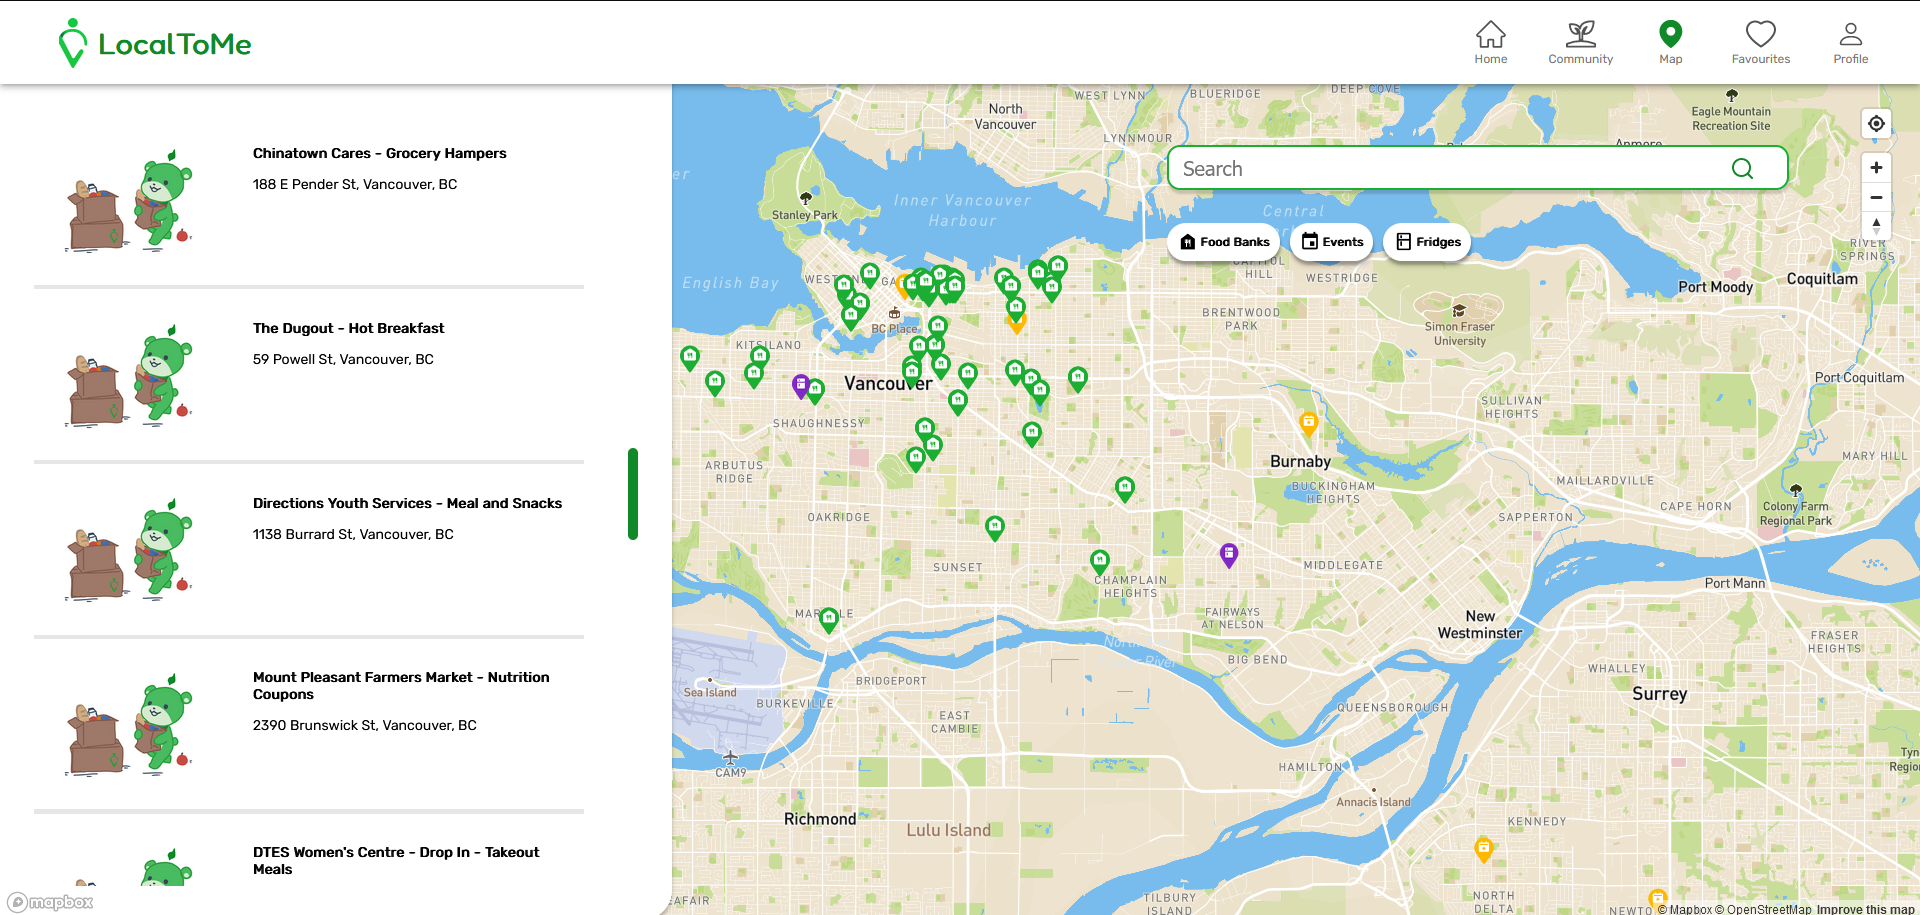 LocalToMe
Home
Community
Map
Favourites
Profile
Chinatown Cares - Grocery Hampers
188 E Pender St, Vancouver, BC
The Dugout - Hot Breakfast
59 Powell St, Vancouver, BC
Directions Youth Services - Meal and Snacks
1138 Burrard St, Vancouver, BC
Mount Pleasant Farmers Market - Nutrition
Coupons
2390 Brunswick St, Vancouver, BC
DTES Women's Centre - Drop In - Takeout
Meals
mapbox
Search
Food Banks
Events
Fridges
WEST LYNN
BLUERIDGE
DEEP COVE
North
Vancouver
LYNNMOUR
Eagle Mountain
Recreation Site
Anmore
Stanley Park
Inner Vancouver
Harbour
Central
English Bay
HILL
WESTRIDGE
RIVER
SPRINGS
Coquitlam
Port Moody
BC Place
BRENTWOOD
PARK
Simon Fraser
University
KITSILANO
Vancouver
Port Coquitlam
SHAUGHNESSY
SULLIVAN
HEIGHTS
ARBUTUS
RIDGE
Burnaby
MARY HILL
BUCKINGHAM
HEIGHTS
MAILLARDVILLE
CAPE HORN
Colony Farm
Regional Park
OAKRIDGE
SAPPERTON
SUNSET
MIDDLEGATE
CHAMPLAIN
HEIGHTS
Port Mann
FAIRWAYS
AT NELSON
New
Westminster
FRASER
HEIGHTS
North
River
BIG BEND
WHALLEY
Sea Island
BRIDGEPORT
Surrey
BURKEVILLE
EAST
CAMBIE
QUEENSBOROUGH
CAM9
HAMILTON
Annacis Island
Richmond
Lulu Island
KENNEDY
TILBURY
ISLAND
NORTH
DELTA
© Mapbox © OpenStreetMap Improve this map